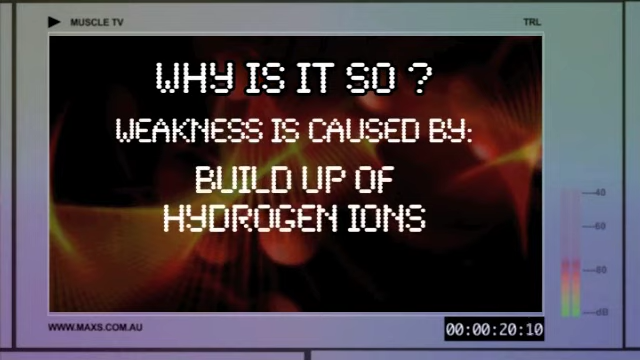 MUSCLE TV
TRL
WHY IS IT SO ?
WEAKNESS IS CAUSED BY:
BUILD UP OF
HYDROGEN IONS
40
60
80
dB
WWW.MAXS.COM.AU
00:00:20:10